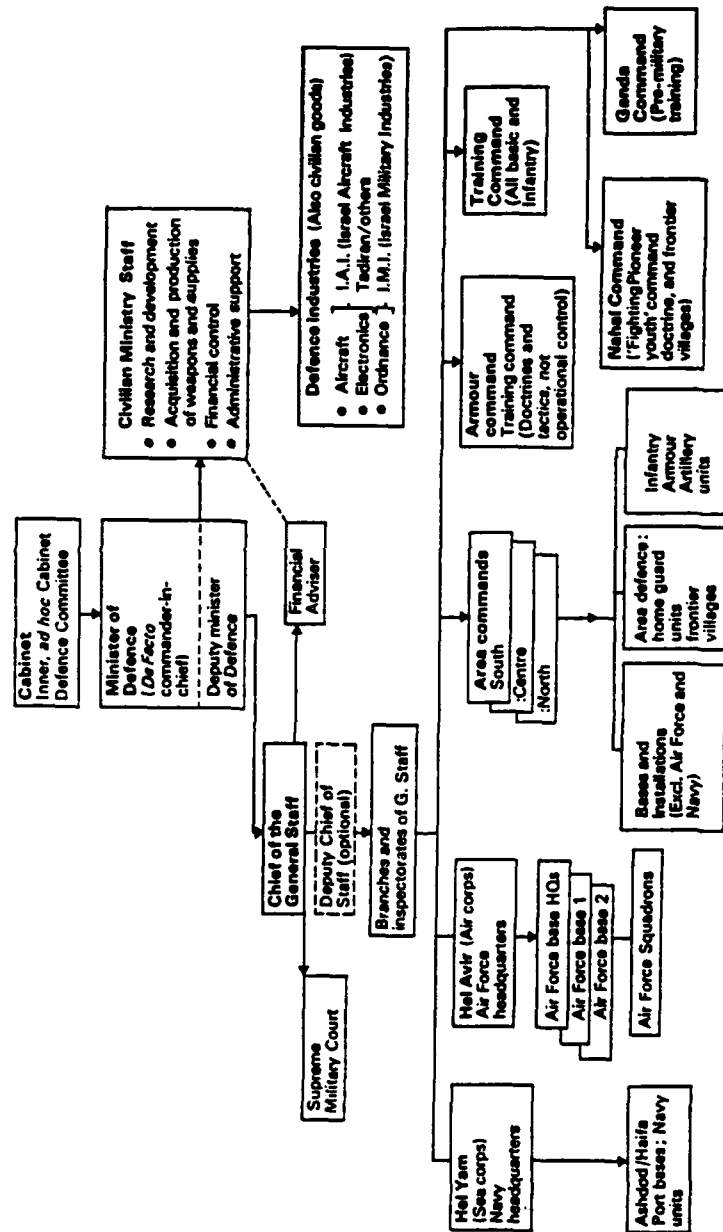 Cabinet
Inner, ad hoc Cabinet
Defence Committee
Minister of
Defence
(De Facto
commander-in-
chief)
Deputy minister
of Defence
Civilian Ministry Staff
• Research and development
• Acquisition and production
of weapons and supplies
• Financial control
• Administrative support
Defence Industries (Also civilian goods)
• Aircraft I.A.I. (Israel Aircraft Industries)
• Electronics Tadiran/others
• Ordnance I.M.I. (Israel Military Industries)
Financial
Adviser
Chief of the
General Staff
Deputy Chief of
Staff (optional)
Supreme
Military Court
Branches and
inspectorates of G. Staff
Hel Yam
(Sea corps)
Navy
headquarters
Ashdod/Haifa
Port bases; Navy
units
Hel Avir (Air corps)
Air Force
headquarters
Air Force base HQs
Air Force base 1
Air Force base 2
Air Force Squadrons
Area commands
South
:Centre
:North
Bases and
Installations
(Excl. Air Force and
Navy)
Area defence:
home guard
units
frontier
villages
Infantry
Armour
Artillery
units
Armour
command
Training command
(Doctrines and
tactics, not
operational control)
Training
Command
(All basic and
Infantry)
Nahal Command
('Fighting Pioneer
youth' command
doctrine, and frontier
villages)
Ganda
Command
(Pre-military
training)